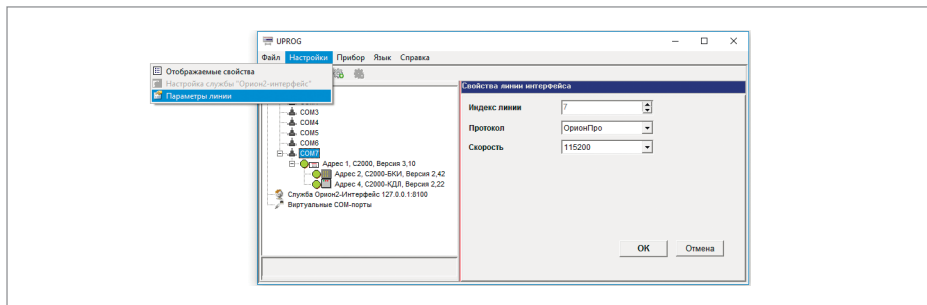 UPROG
Файл Настройки Прибор Язык Справка
Отображаемые свойства
Настройка службы "Орион2-интерфейс"
Параметры линии
COM3
COM4
COM5
COM6
COM7
Адрес 1, С2000, Версия 3,10
Адрес 2, С2000-БКИ, Версия 2,42
Адрес 4, С2000-КДЛ, Версия 2,22
Служба Орион2-Интерфейс 127.0.0.1:8100
Виртуальные COM-порты
Свойства линии интерфейса
Индекс линии 7
Протокол ОрионПро
Скорость 115200
ОК Отмена